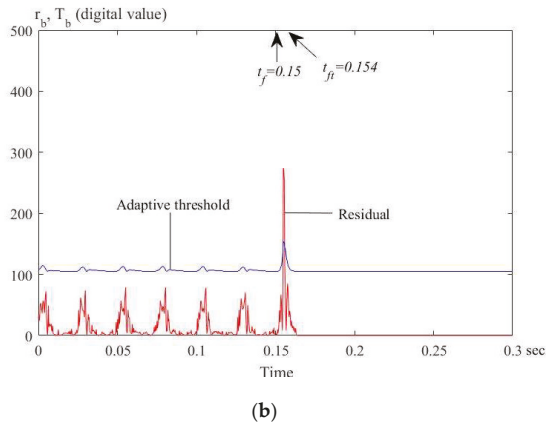 r_b, T_b (digital value)
500
400
300
200
100
0
t_f=0.15
t_ft=0.154
Adaptive threshold
Residual
0
0.05
0.1
0.15
0.2
0.25
0.3 sec
Time
(b)